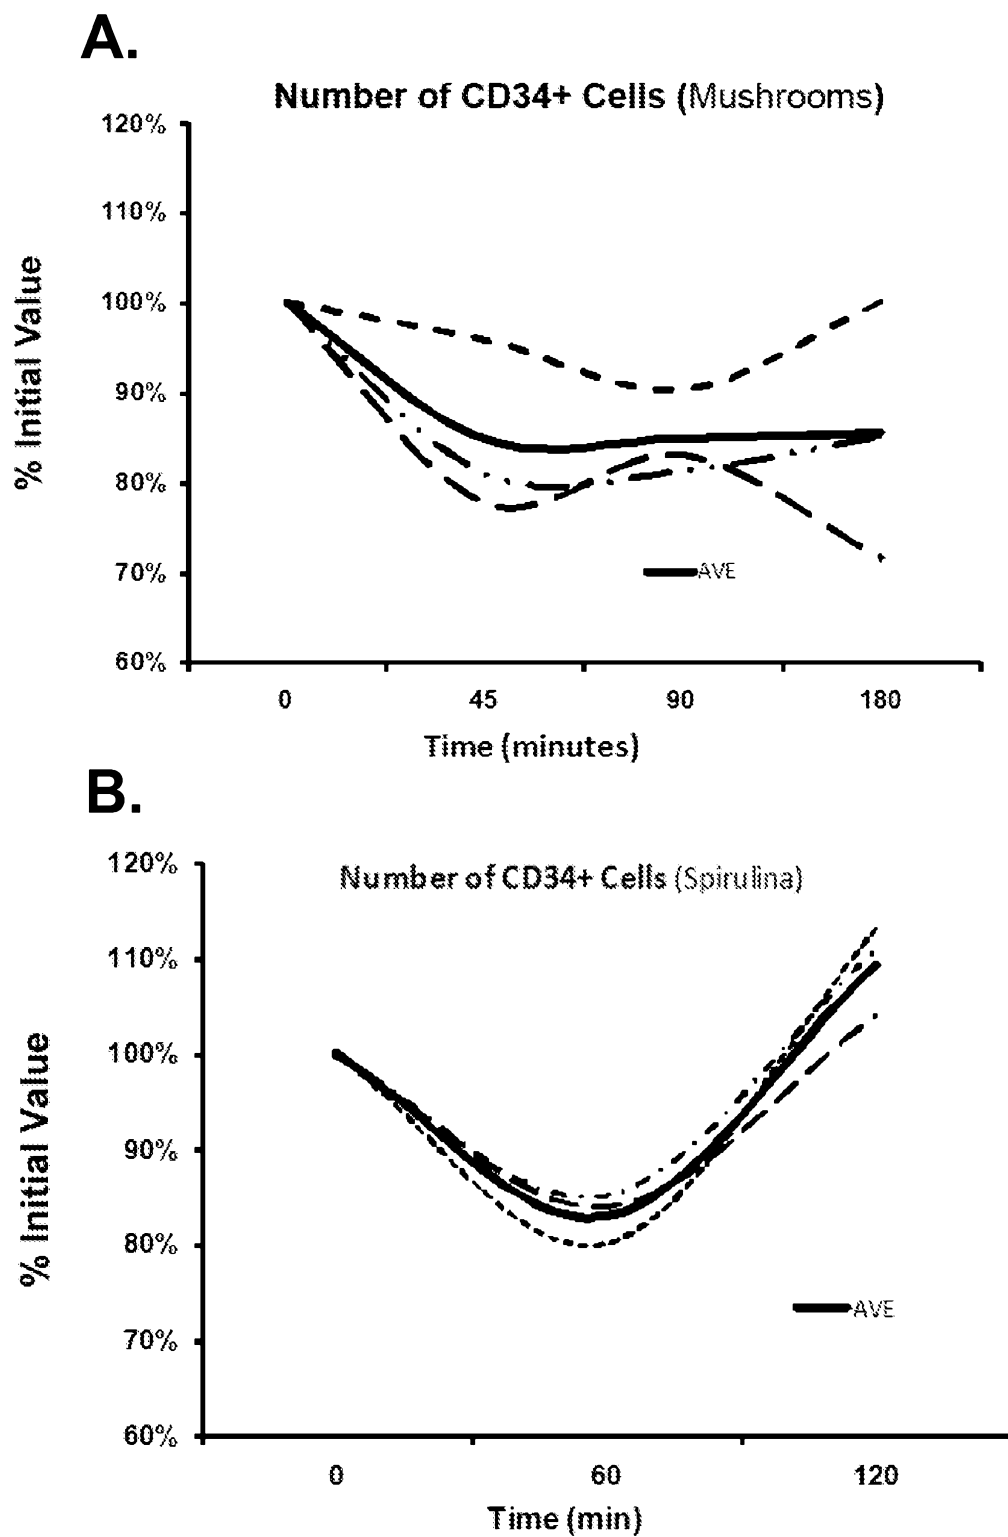 A.
Number of CD34+ Cells (Mushrooms)
120%
110%
100%
90%
80%
70%
60%
% Initial Value
AVE
0 45 90 180
Time (minutes)
B.
Number of CD34+ Cells (Spirulina)
120%
110%
100%
90%
80%
70%
60%
% Initial Value
AVE
0 60 120
Time (min)